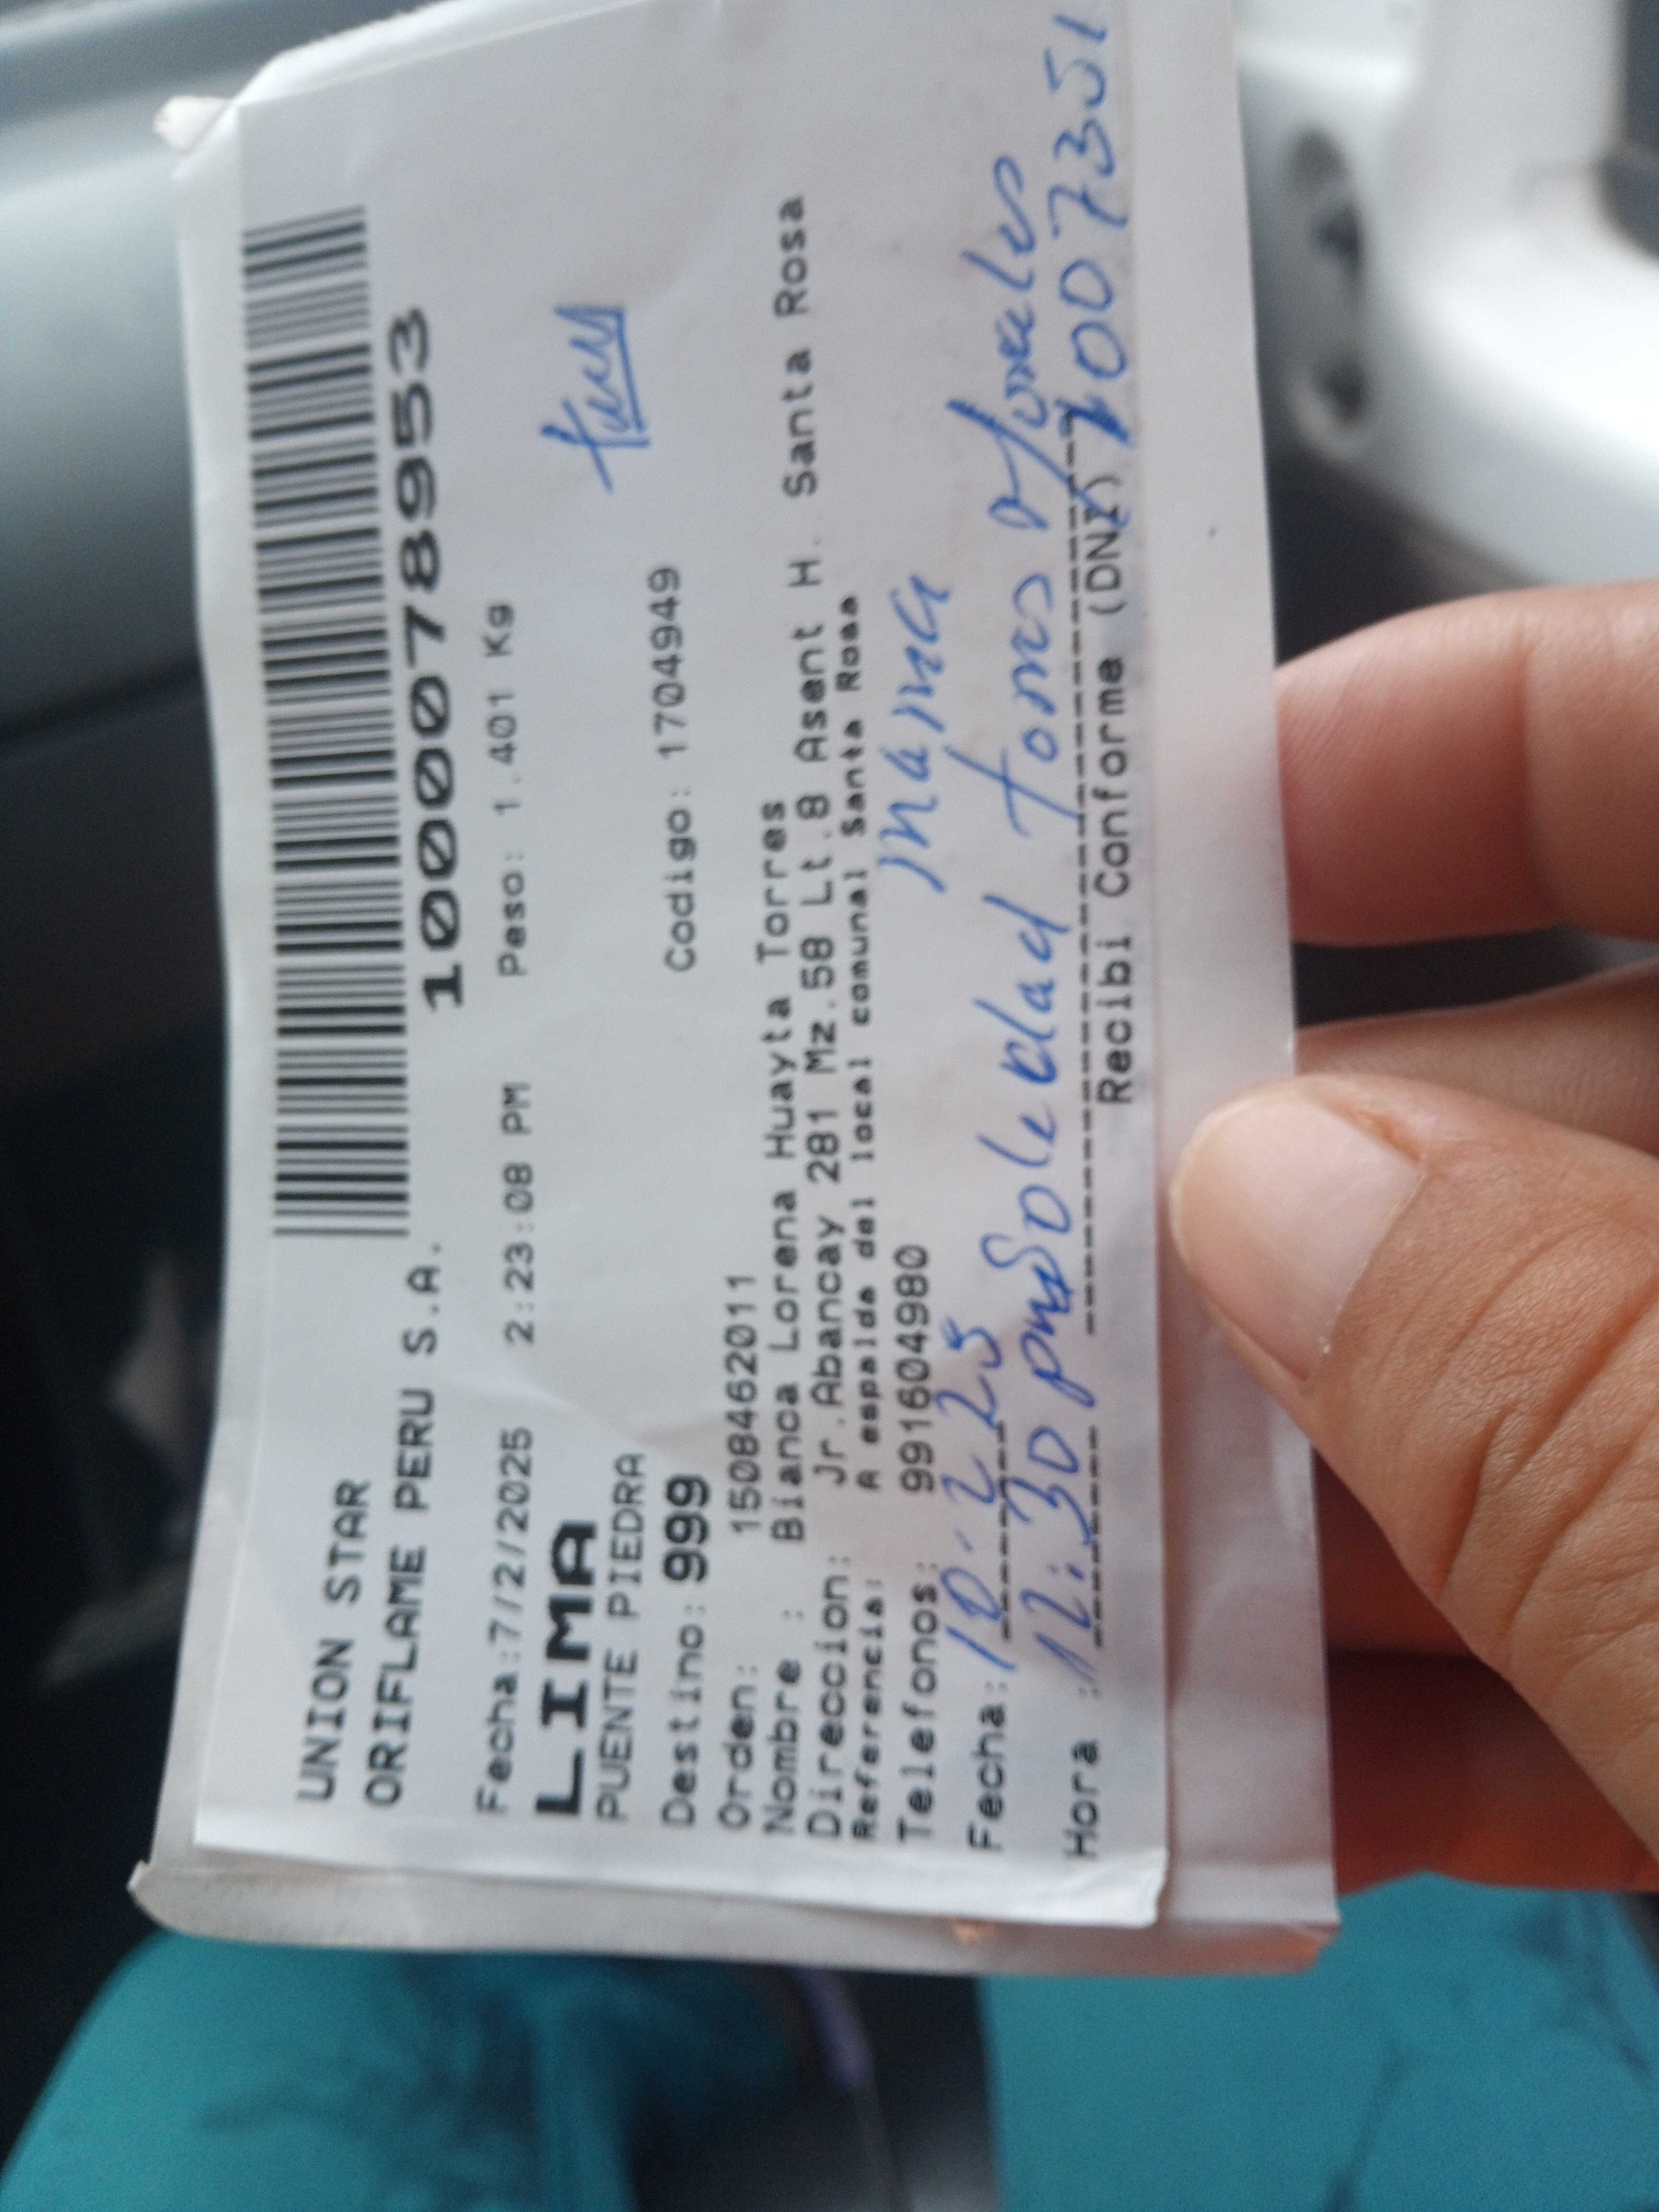 UNION STAR
ORIFLAME PERU S.A.
1000078953
Fecha:7/2/2025 2:23:08 PM Peso: 1.401 Kg
LIMA
PUENTE PIEDRA
Destino: 999 Codigo: 1704949
Orden: 1508462011
Nombre : Bianca Lorena Huayta Torres
Direccion: Jr.Abancay 281 Mz.58 Lt.8 Asent H. Santa Rosa
Referencia: A espalda del local comunal Santa Rosa
Telefonos: 991604980
mama
Fecha: 10-2-25
Hora : 12:30 pm Soledad
Recibi Conforme (DNI)